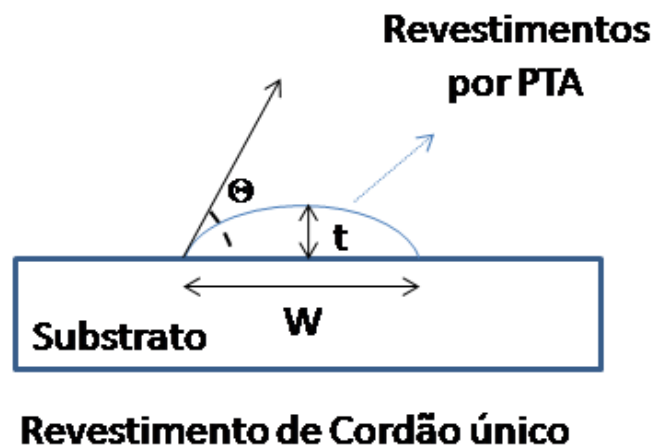 Revestimentos
por PTA
Θ
t
W
Substrato
Revestimento de Cordão único